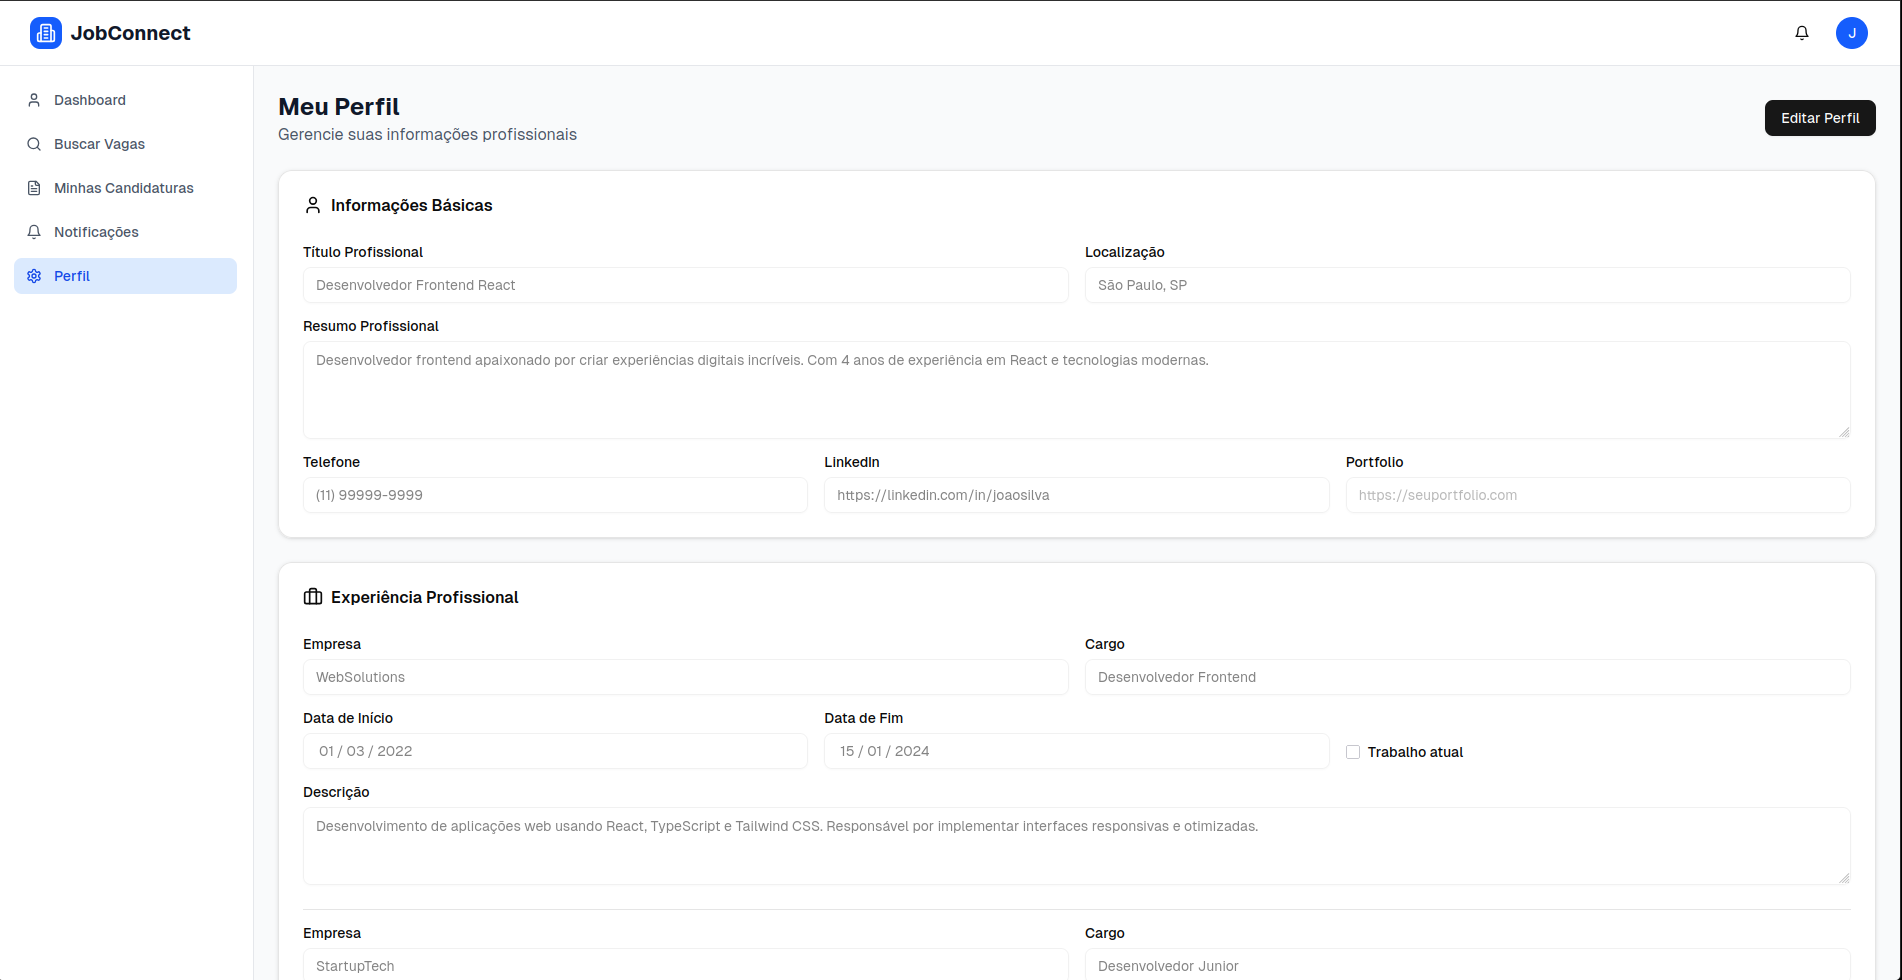 JobConnect
J
Dashboard
Buscar Vagas
Minhas Candidaturas
Notificações
Perfil
Meu Perfil
Gerencie suas informações profissionais
Editar Perfil
Informações Básicas
Título Profissional
Localização
Desenvolvedor Frontend React
São Paulo, SP
Resumo Profissional
Desenvolvedor frontend apaixonado por criar experiências digitais incríveis. Com 4 anos de experiência em React e tecnologias modernas.
Telefone
LinkedIn
Portfolio
(11) 99999-9999
https://linkedin.com/in/joaosilva
https://seuportfolio.com
Experiência Profissional
Empresa
Cargo
WebSolutions
Desenvolvedor Frontend
Data de Início
Data de Fim
01 / 03 / 2022
15 / 01 / 2024
Trabalho atual
Descrição
Desenvolvimento de aplicações web usando React, TypeScript e Tailwind CSS. Responsável por implementar interfaces responsivas e otimizadas.
Empresa
Cargo
StartupTech
Desenvolvedor Junior